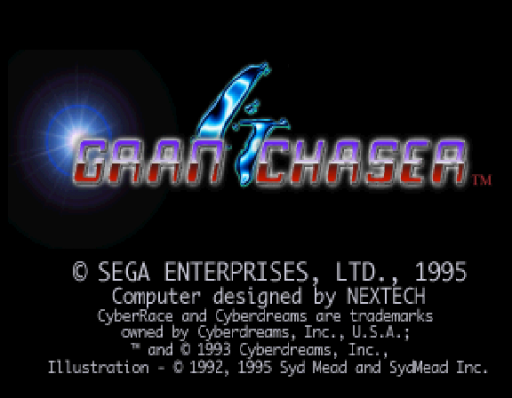 GRAN CHASER TM
© SEGA ENTERPRISES, LTD., 1995
Computer designed by NEXTECH
CyberRace and Cyberdreams are trademarks
owned by Cyberdreams, Inc., U.S.A.;
™ and © 1993 Cyberdreams, Inc.,
Illustration - © 1992, 1995 Syd Mead and SydMead Inc.